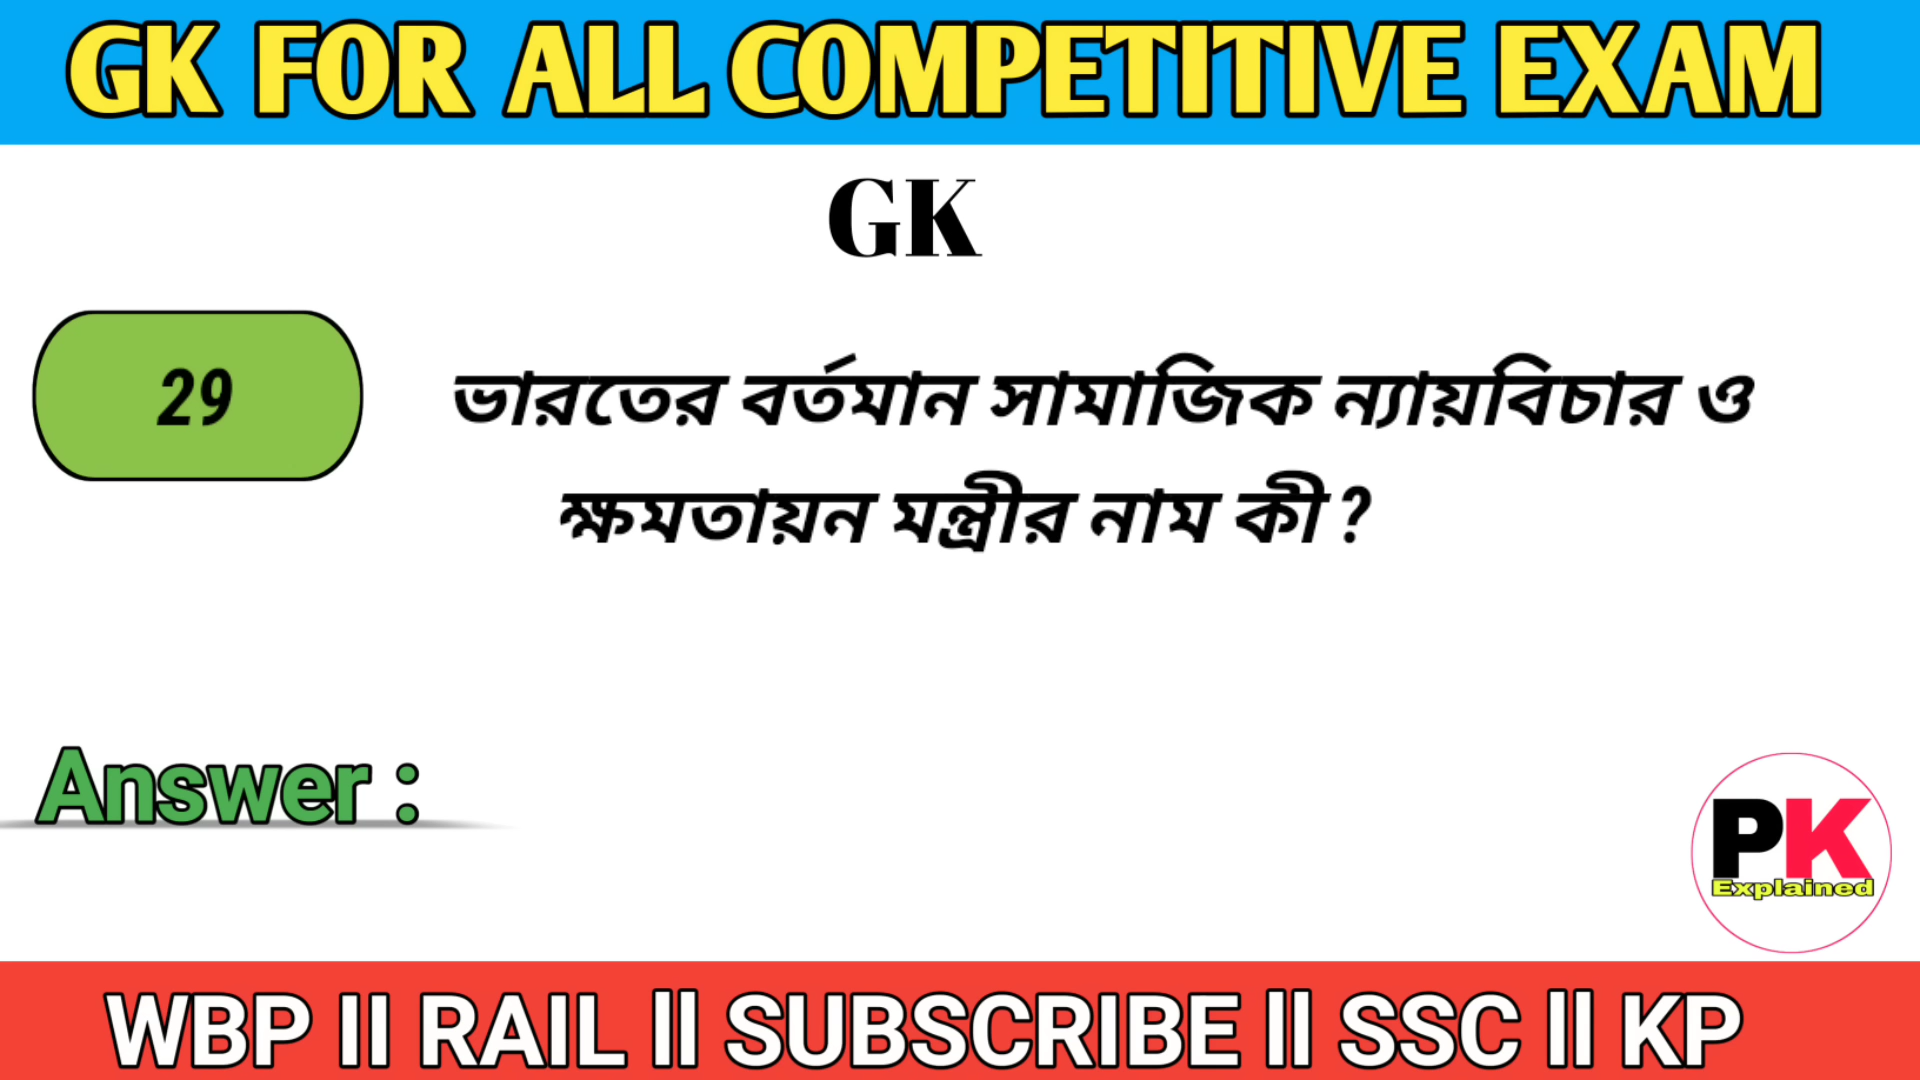 GK FOR ALL COMPETITIVE EXAM
GK
29
ভারতের বর্তমান সামাজিক ন্যায়বিচার ও
ক্ষমতায়ন মন্ত্রীর নাম কী ?
Answer :
PK
Explained
WBP II RAIL II SUBSCRIBE II SSC II KP